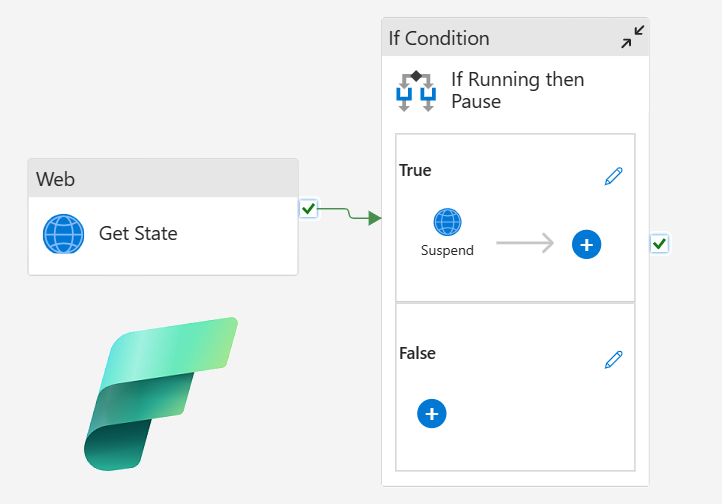 If Condition
If Running then
Pause
Web
Get State
True
Suspend
False